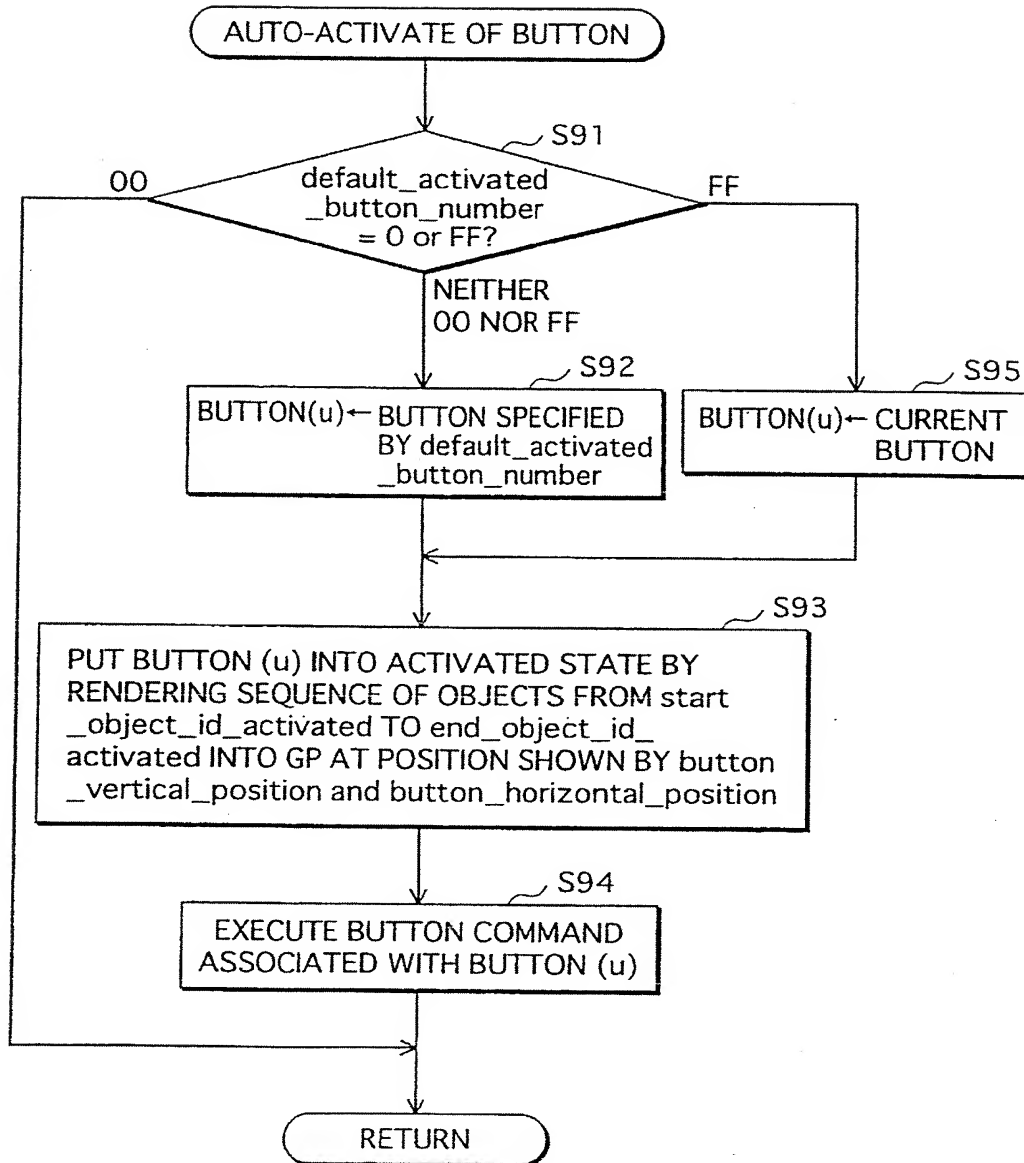 AUTO-ACTIVATE OF BUTTON
S91
00
default_activated
_button_number
= 0 or FF?
FF
NEITHER
00 NOR FF
S92
BUTTON(u)← BUTTON SPECIFIED
BY default_activated
_button_number
S95
BUTTON(u)← CURRENT
BUTTON
S93
PUT BUTTON (u) INTO ACTIVATED STATE BY
RENDERING SEQUENCE OF OBJECTS FROM start
_object_id_activated TO end_object_id_
activated INTO GP AT POSITION SHOWN BY button
_vertical_position and button_horizontal_position
S94
EXECUTE BUTTON COMMAND
ASSOCIATED WITH BUTTON (u)
RETURN